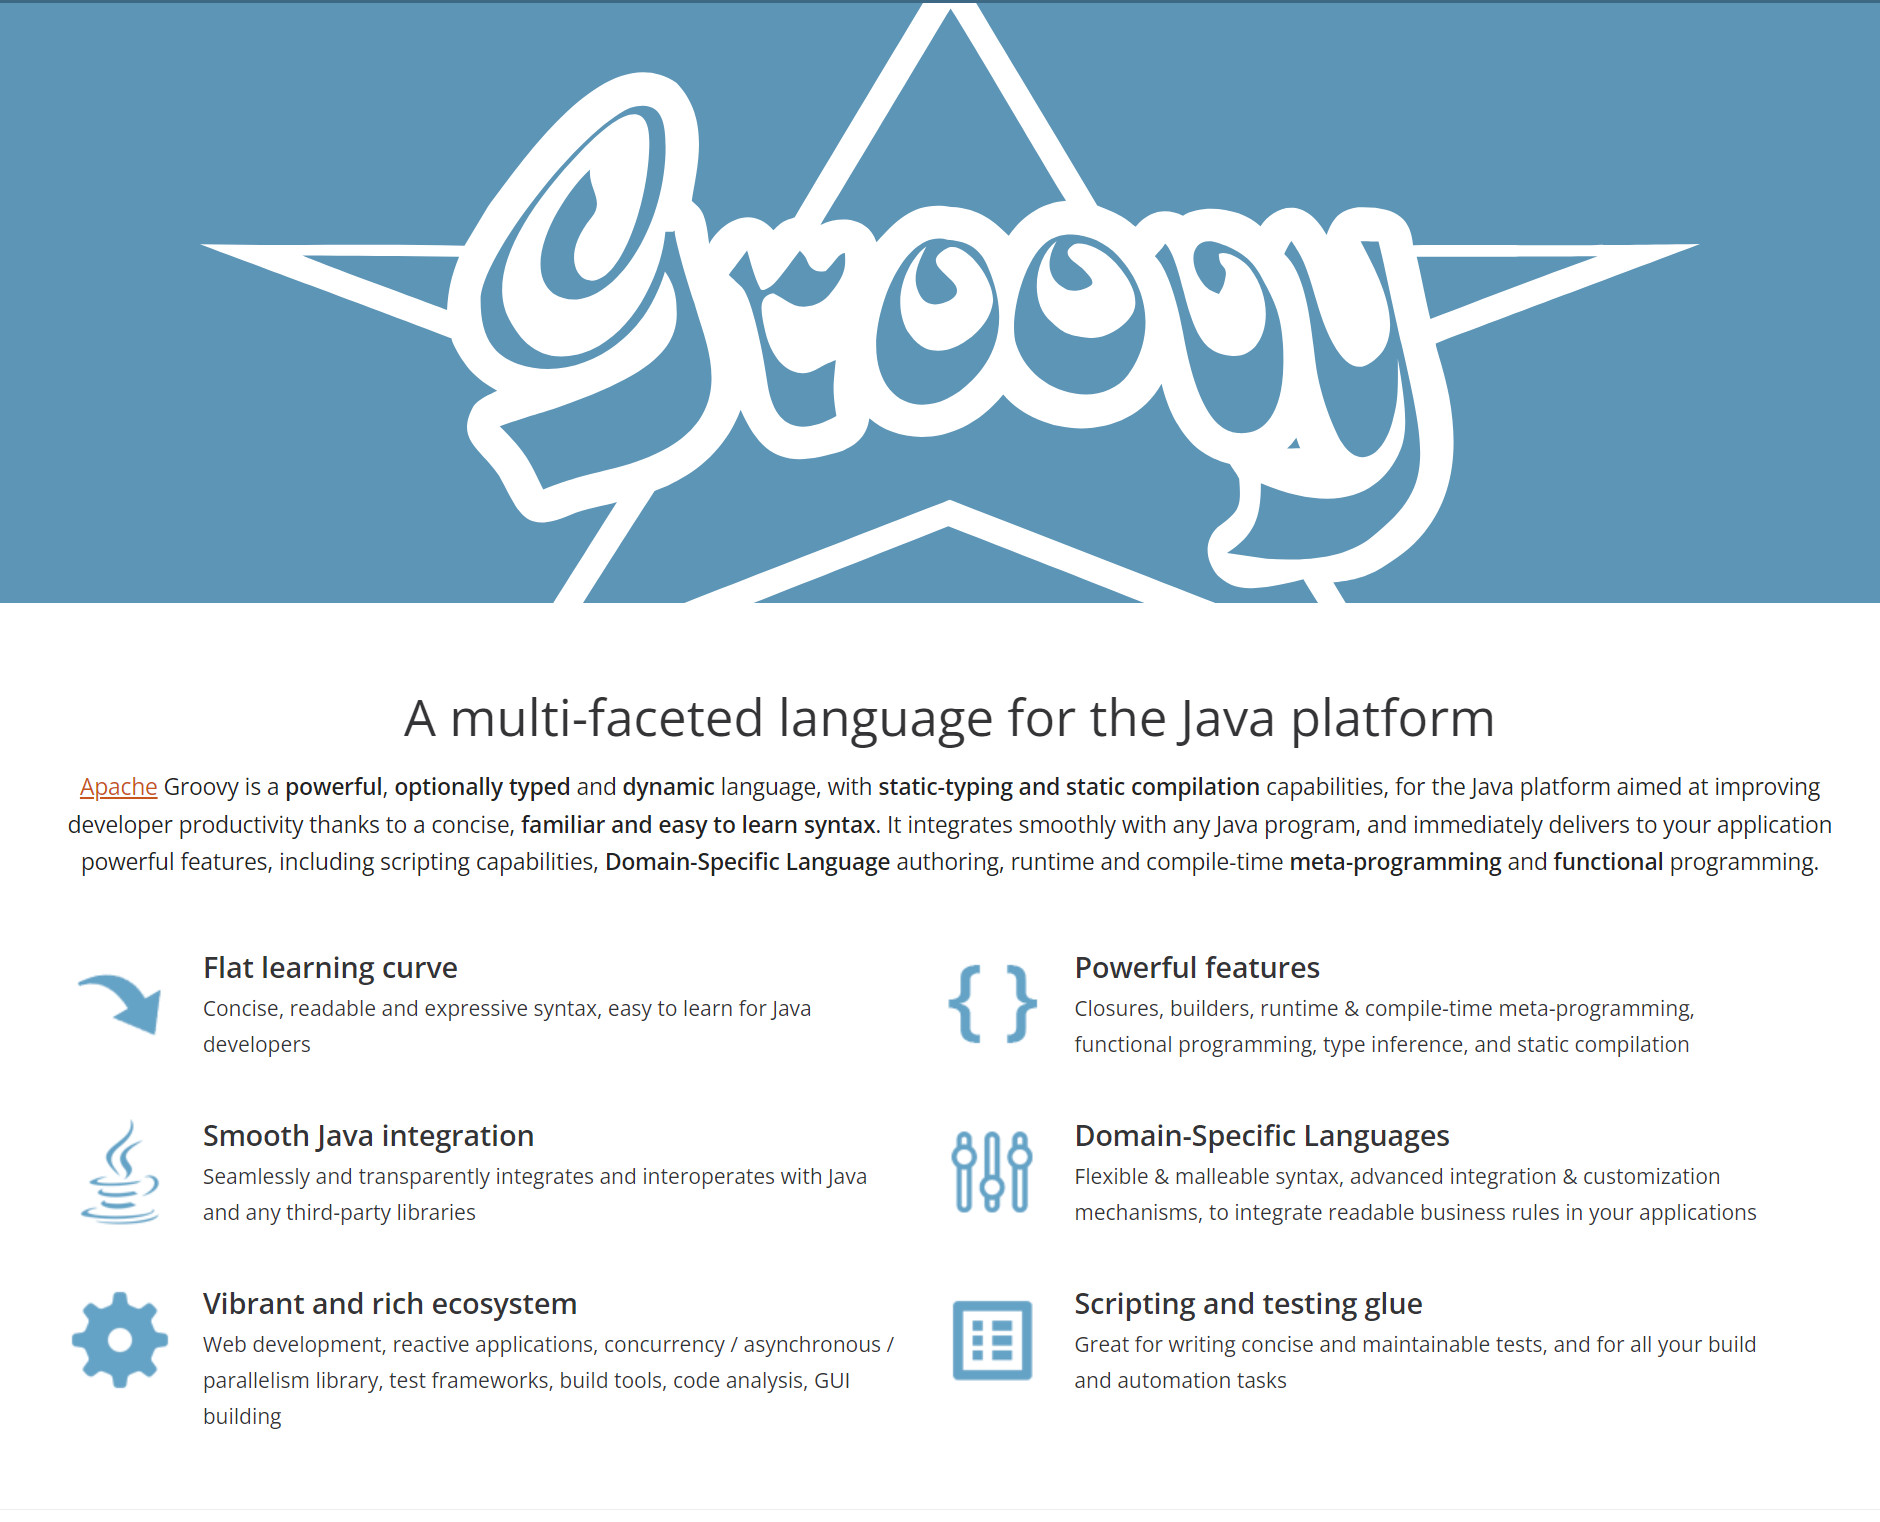 Groovy
A multi-faceted language for the Java platform
Apache Groovy is a powerful, optionally typed and dynamic language, with static-typing and static compilation capabilities, for the Java platform aimed at improving
developer productivity thanks to a concise, familiar and easy to learn syntax. It integrates smoothly with any Java program, and immediately delivers to your application
powerful features, including scripting capabilities, Domain-Specific Language authoring, runtime and compile-time meta-programming and functional programming.
Flat learning curve
Concise, readable and expressive syntax, easy to learn for Java
developers
Powerful features
Closures, builders, runtime & compile-time meta-programming,
functional programming, type inference, and static compilation
Smooth Java integration
Seamlessly and transparently integrates and interoperates with Java
and any third-party libraries
Domain-Specific Languages
Flexible & malleable syntax, advanced integration & customization
mechanisms, to integrate readable business rules in your applications
Vibrant and rich ecosystem
Web development, reactive applications, concurrency / asynchronous /
parallelism library, test frameworks, build tools, code analysis, GUI
building
Scripting and testing glue
Great for writing concise and maintainable tests, and for all your build
and automation tasks